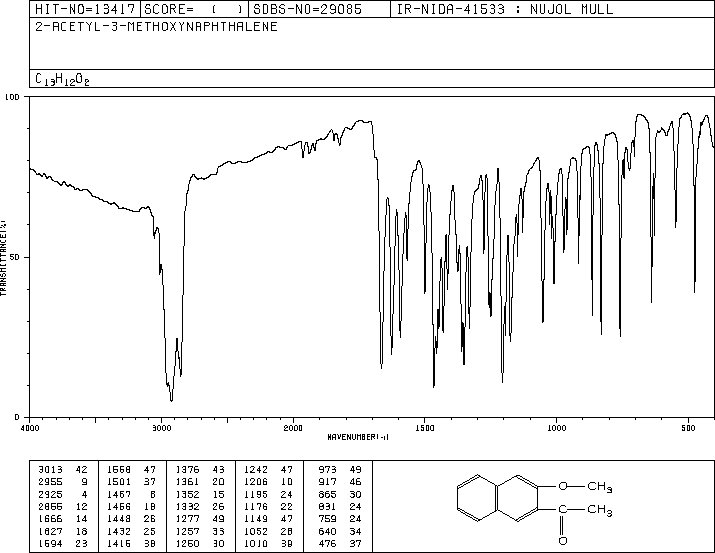 HIT-NO=13417 SCORE= ( ) SDBS-NO=29085 IR-NIDA-41533 : NUJOL MULL
2-ACETYL-3-METHOXYNAPHTHALENE
C13H12O2
100
50
0
TRANSMITTANCE(%)
4000 3000 2000 1500 1000 500
WAVENUMBER(-1)
3013 42 1568 47 1376 43 1242 47 973 49
2955 9 1501 37 1361 20 1206 10 917 46
2925 4 1467 8 1352 15 1195 24 865 30
2855 12 1456 18 1332 26 1176 22 831 24
1666 14 1448 26 1277 49 1149 47 759 24
1627 18 1432 25 1257 33 1052 28 640 34
1594 23 1415 38 1250 30 1010 39 476 37
O CH3
CH3
O